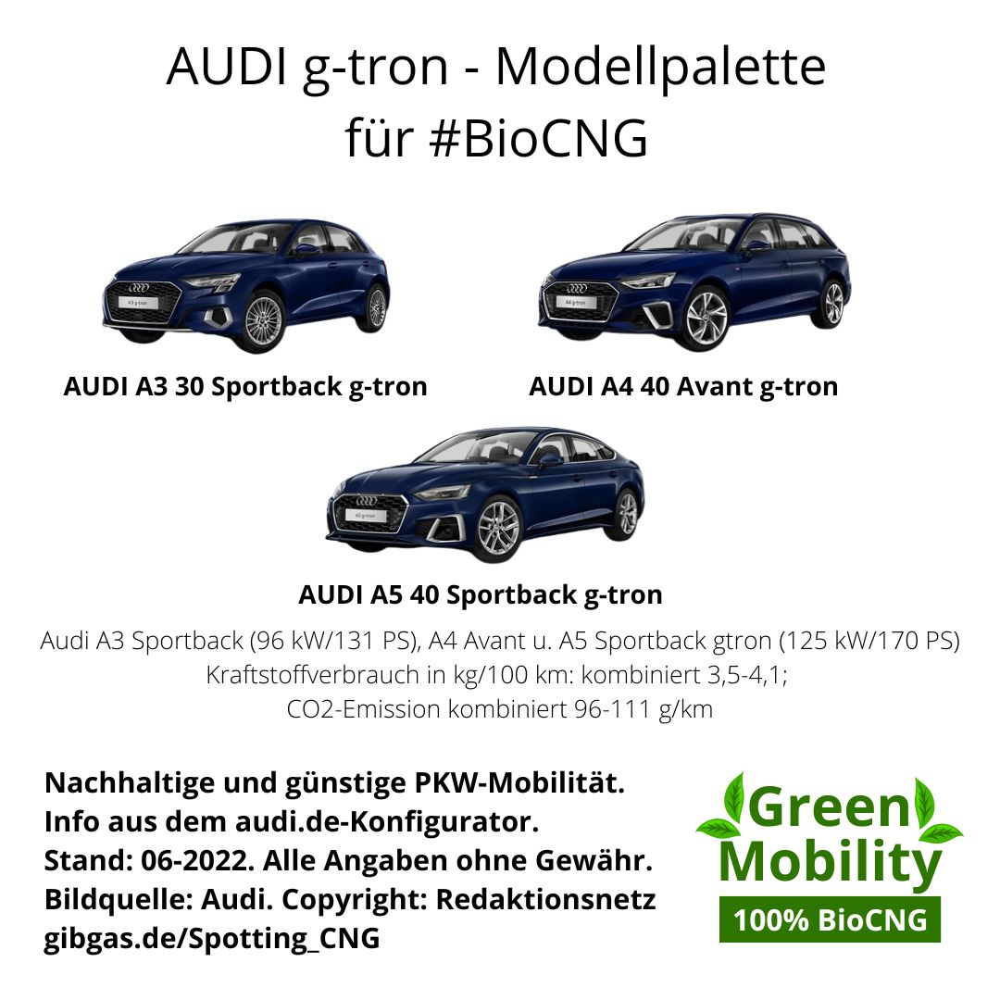 AUDI g-tron - Modellpalette
für #BioCNG
A3 g-tron
A4 g-tron
AUDI A3 30 Sportback g-tron
AUDI A4 40 Avant g-tron
A5 g-tron
AUDI A5 40 Sportback g-tron
Audi A3 Sportback (96 kW/131 PS), A4 Avant u. A5 Sportback gtron (125 kW/170 PS)
Kraftstoffverbrauch in kg/100 km: kombiniert 3,5-4,1;
CO2-Emission kombiniert 96-111 g/km
Nachhaltige und günstige PKW-Mobilität.
Info aus dem audi.de-Konfigurator.
Stand: 06-2022. Alle Angaben ohne Gewähr.
Bildquelle: Audi. Copyright: Redaktionsnetz
gibgas.de/Spotting_CNG
Green
Mobility
100% BioCNG